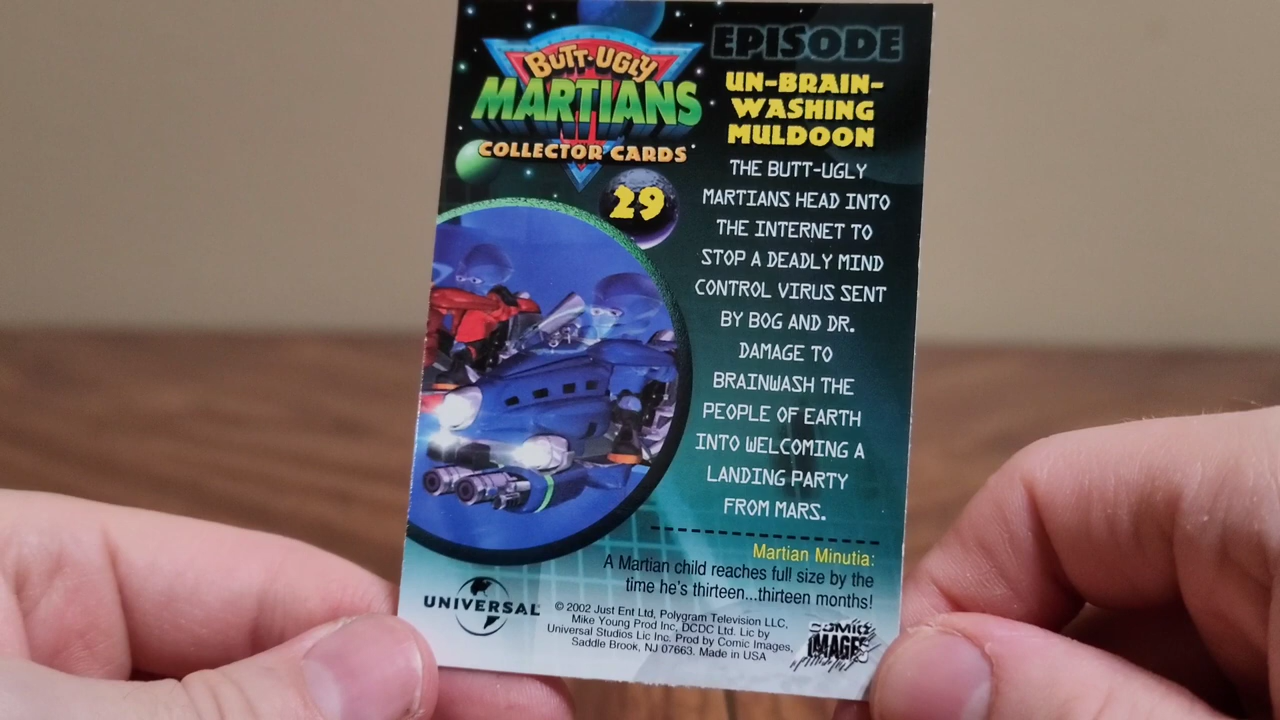 BUTT-UGLY
MARTIANS
COLLECTOR CARDS
29
EPISODE
UN-BRAIN-
WASHING
MULDOON
THE BUTT-UGLY
MARTIANS HEAD INTO
THE INTERNET TO
STOP A DEADLY MIND
CONTROL VIRUS SENT
BY BOG AND DR.
DAMAGE TO
BRAINWASH THE
PEOPLE OF EARTH
INTO WELCOMING A
LANDING PARTY
FROM MARS.
Martian Minutia:
A Martian child reaches full size by the
time he's thirteen...thirteen months!
UNIVERSAL
© 2002 Just Ent Ltd, Polygram Television LLC,
Mike Young Prod Inc, DCDC Ltd. Lic by
Universal Studios Lic Inc. Prod by Comic Images,
Saddle Brook, NJ 07663. Made in USA
COMIC
IMAGES